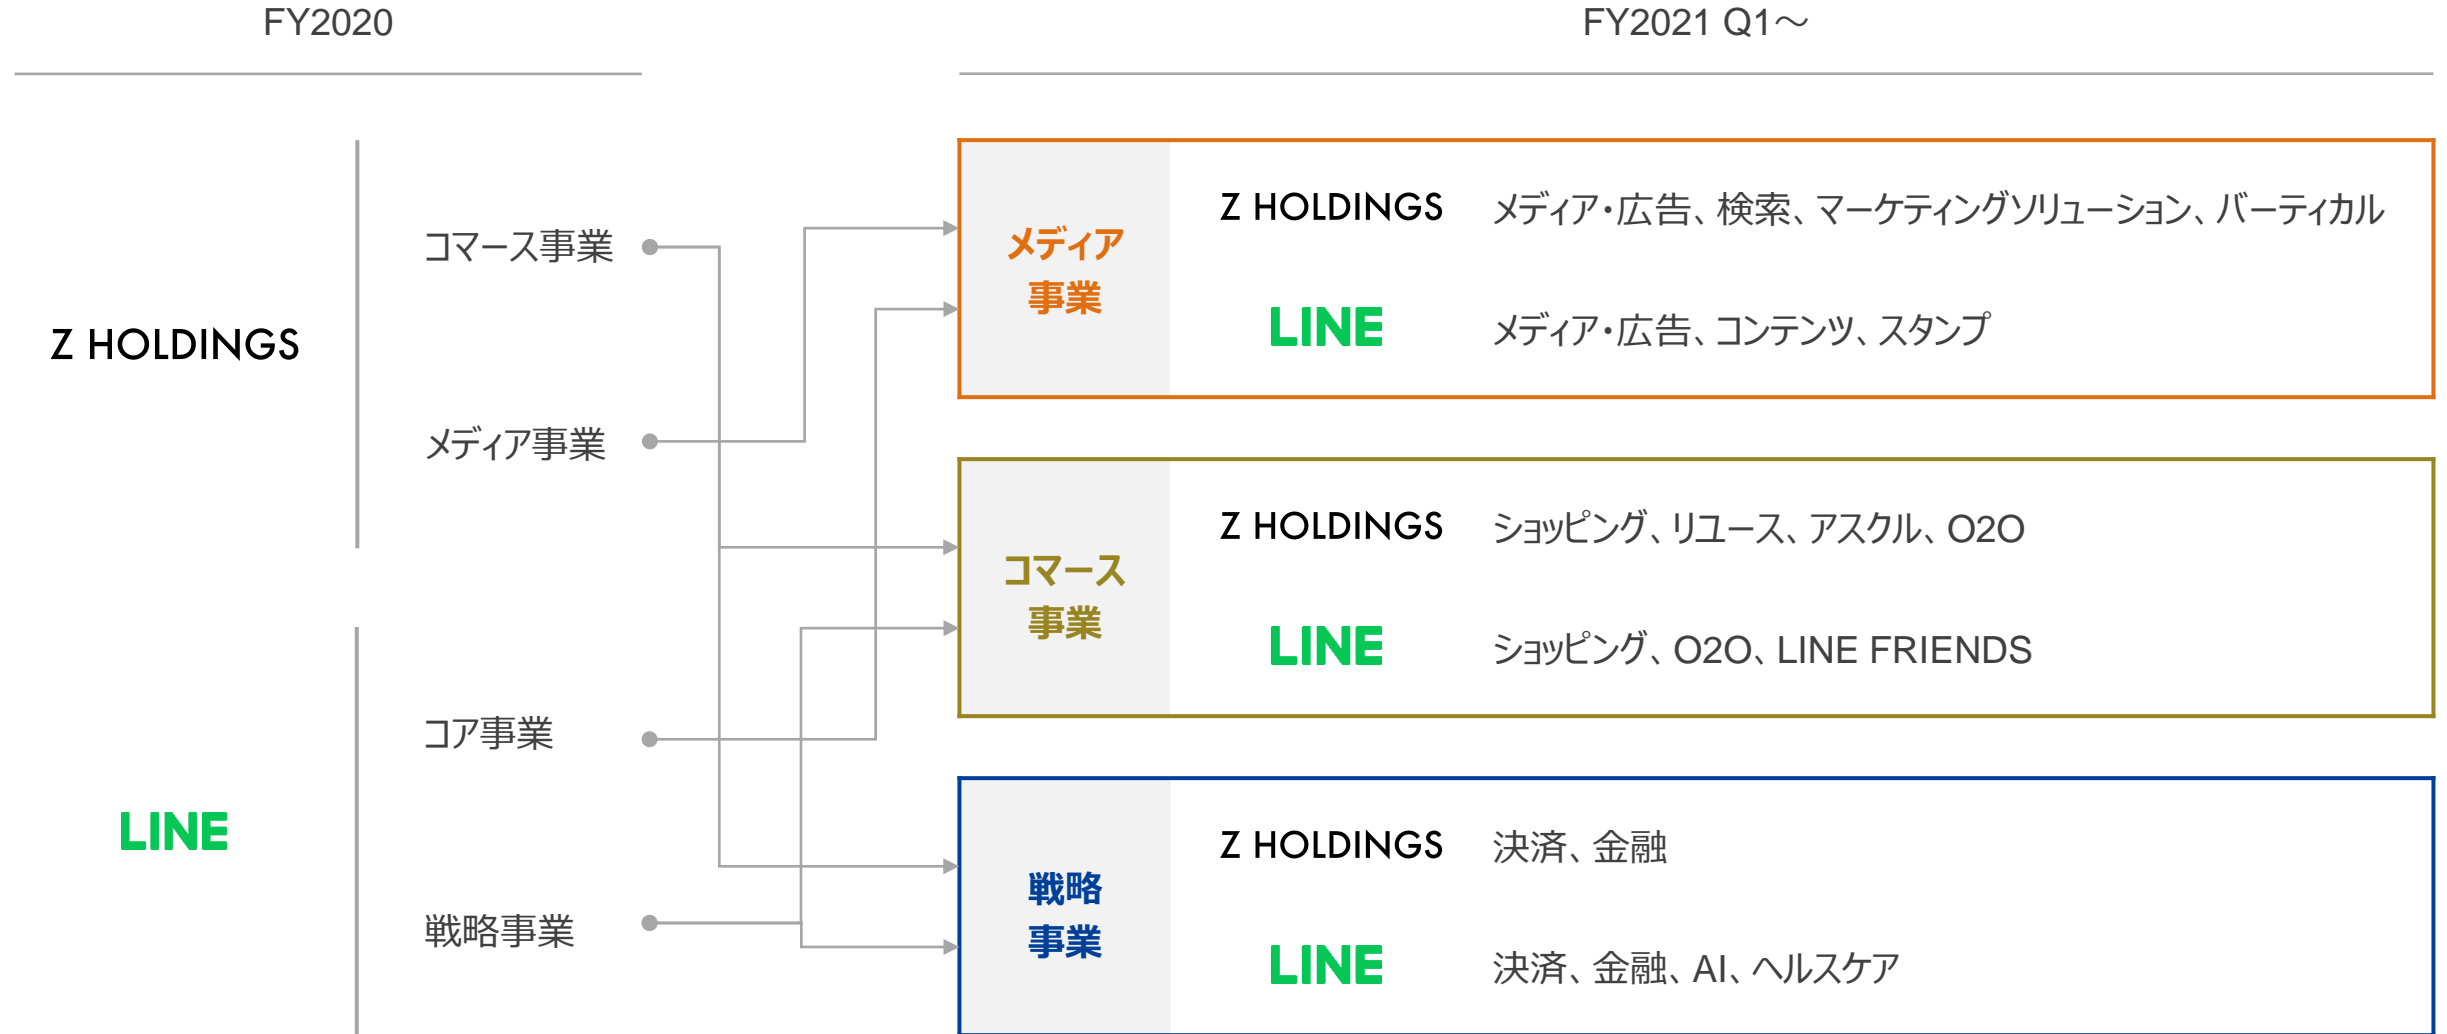 FY2020
FY2021 Q1～
Z HOLDINGS
コマース事業
メディア事業
LINE
コア事業
戦略事業
メディア
事業
Z HOLDINGS
メディア・広告、検索、マーケティングソリューション、バーティカル
LINE
メディア・広告、コンテンツ、スタンプ
コマース
事業
Z HOLDINGS
ショッピング、リユース、アスクル、O2O
LINE
ショッピング、O2O、LINE FRIENDS
戦略
事業
Z HOLDINGS
決済、金融
LINE
決済、金融、AI、ヘルスケア